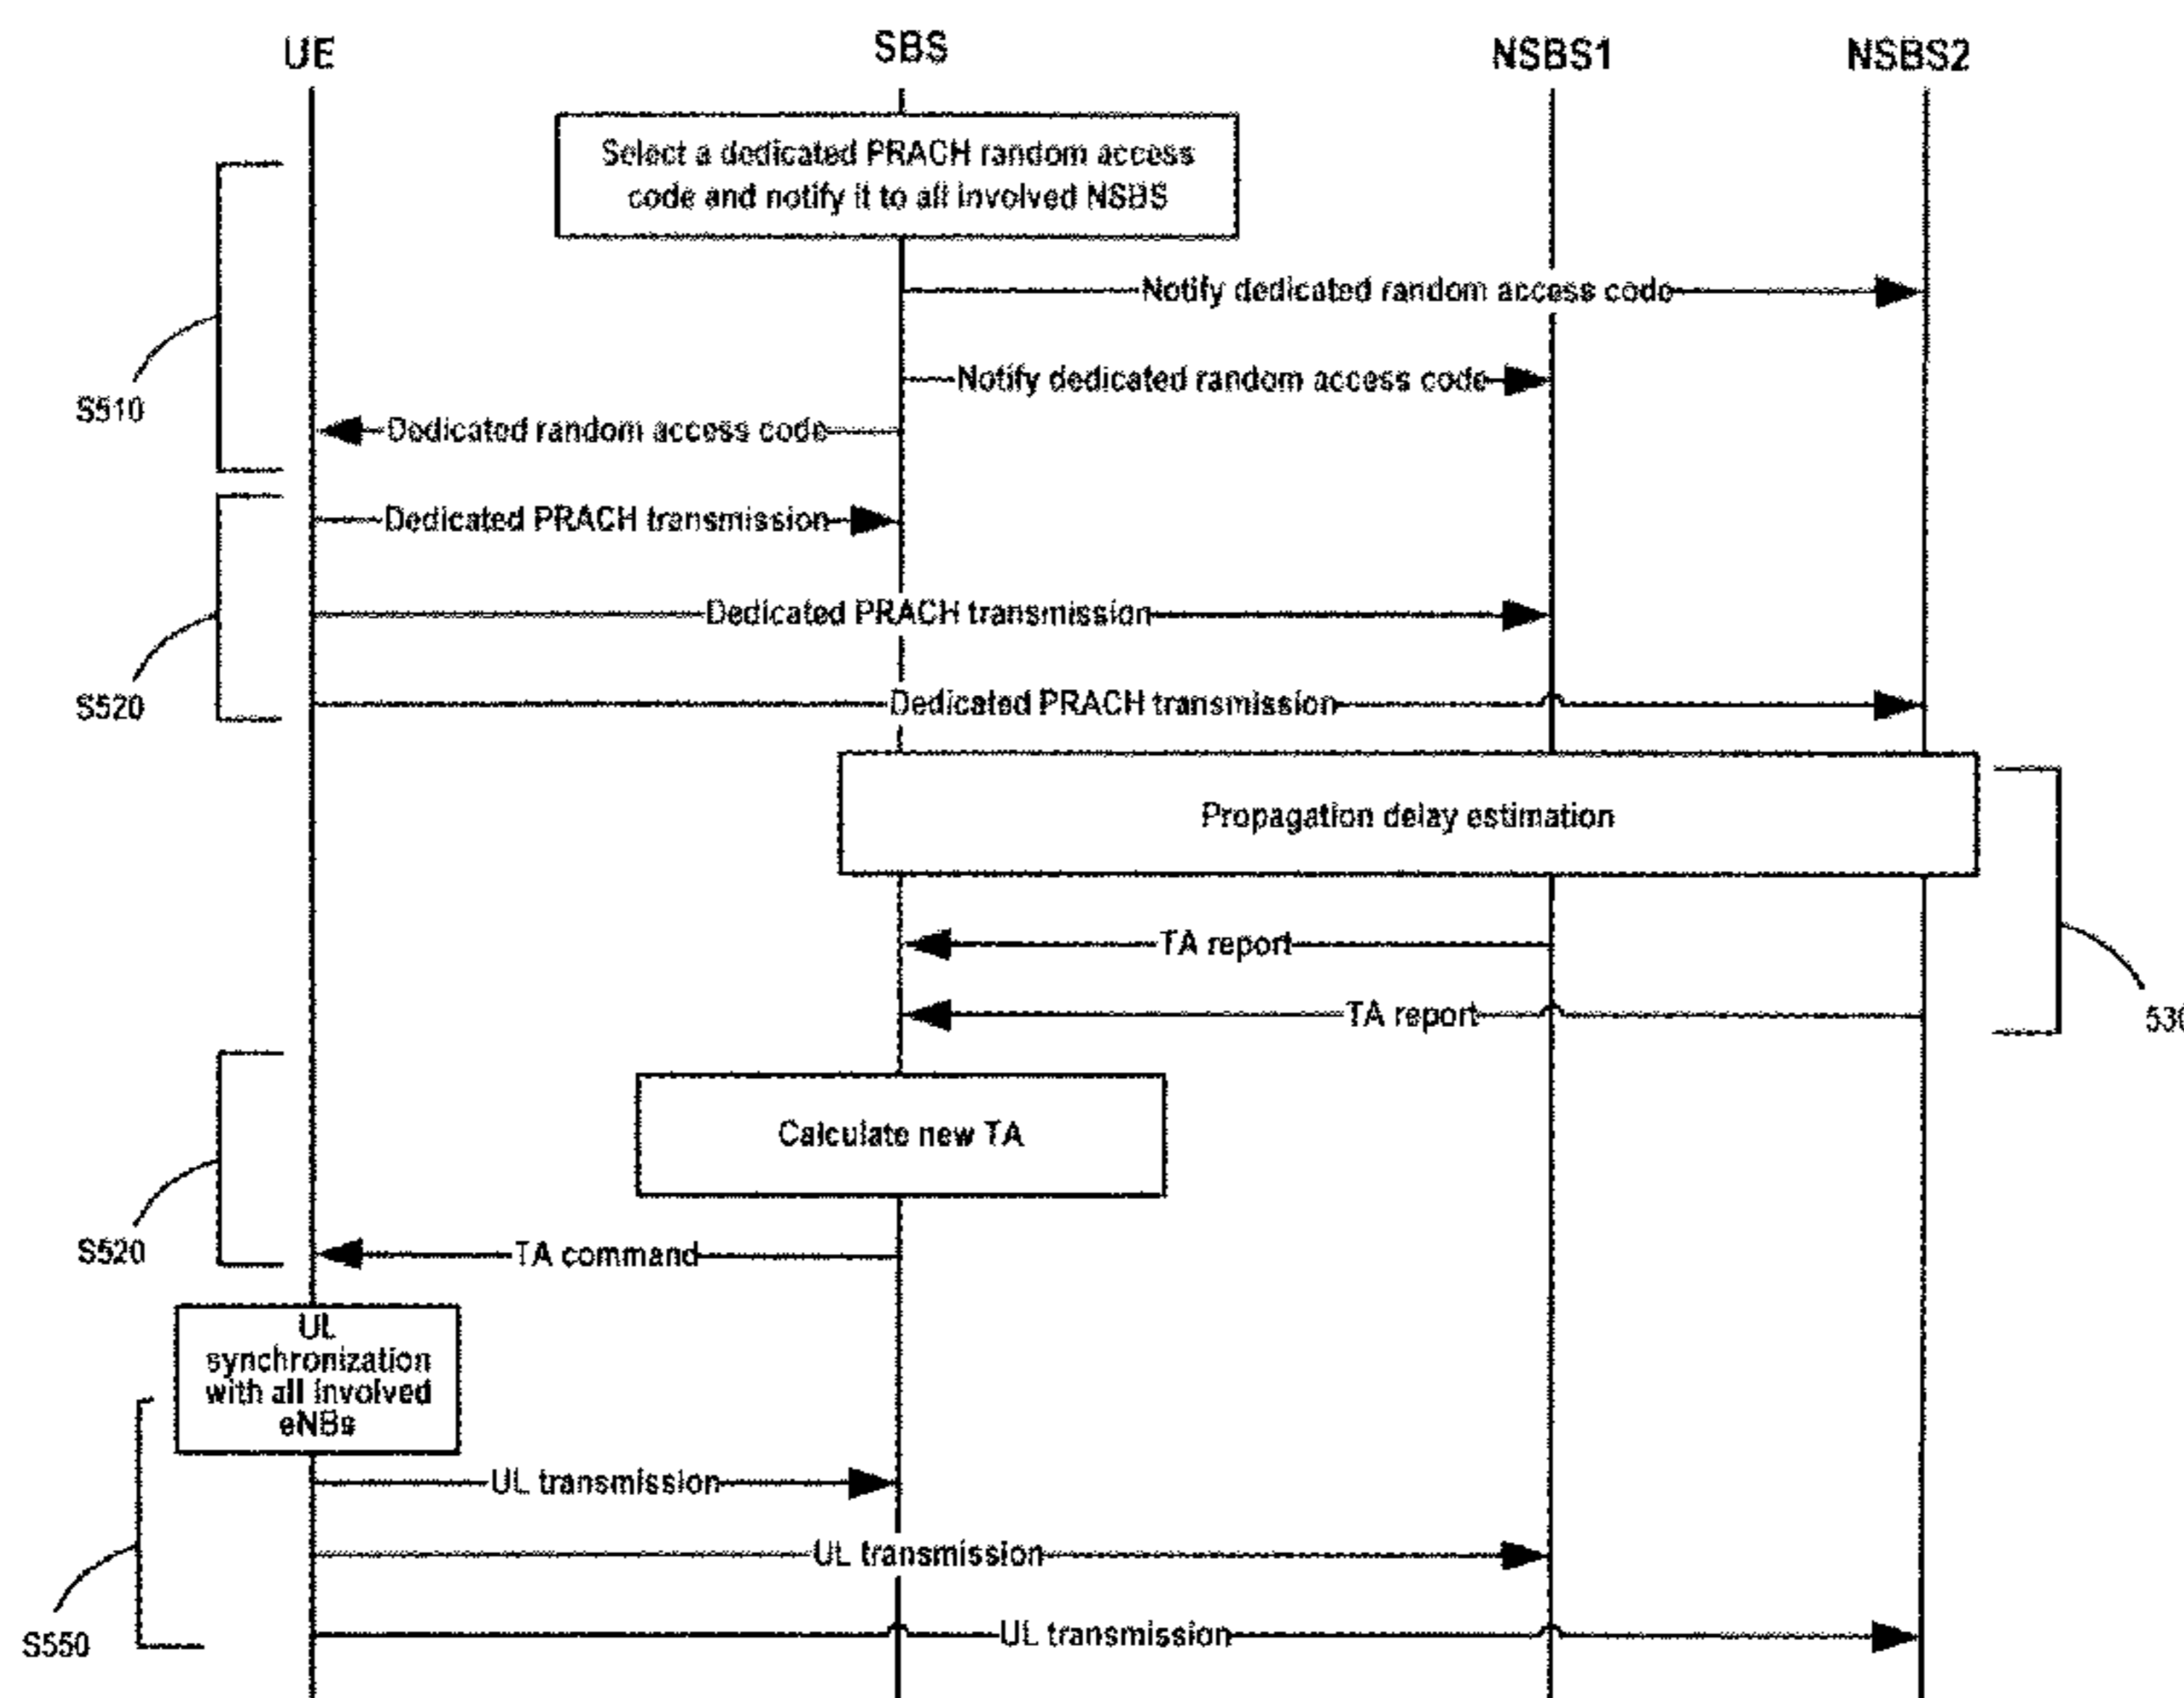 UE
SBS
NSBS1
NSBS2
Select a dedicated PRACH random access
code and notify it to all involved NSBS
Notify dedicated random access code
Notify dedicated random access code
S510
Dedicated random access code
Dedicated PRACH transmission
Dedicated PRACH transmission
S520
Dedicated PRACH transmission
Propagation delay estimation
TA report
TA report
530
Calculate new TA
S520
TA command
UL
synchronization
with all involved
eNBs
UL transmission
UL transmission
UL transmission
S550